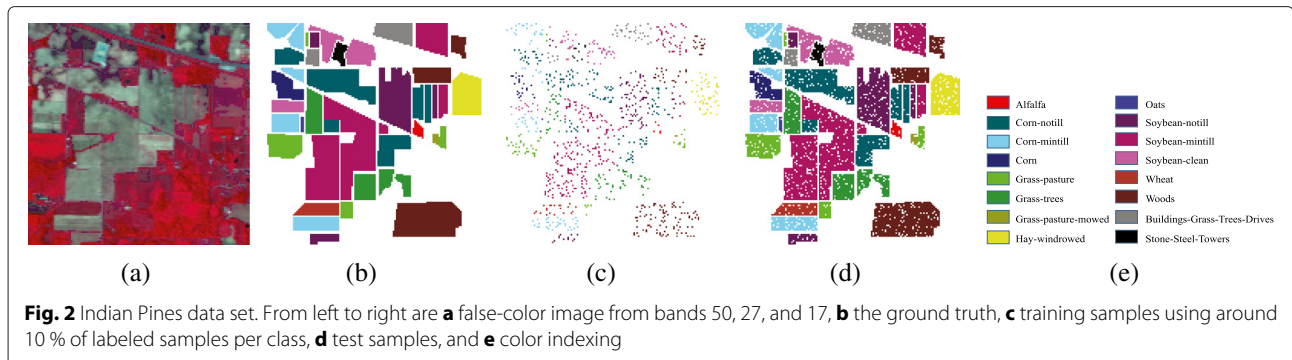 Alfalfa
Corn-notill
Corn-mintill
Corn
Grass-pasture
Grass-trees
Grass-pasture-mowed
Hay-windrowed
Oats
Soybean-notill
Soybean-mintill
Soybean-clean
Wheat
Woods
Buildings-Grass-Trees-Drives
Stone-Steel-Towers
(a)
(b)
(c)
(d)
(e)
Fig. 2 Indian Pines data set. From left to right are a false-color image from bands 50, 27, and 17, b the ground truth, c training samples using around
10 % of labeled samples per class, d test samples, and e color indexing